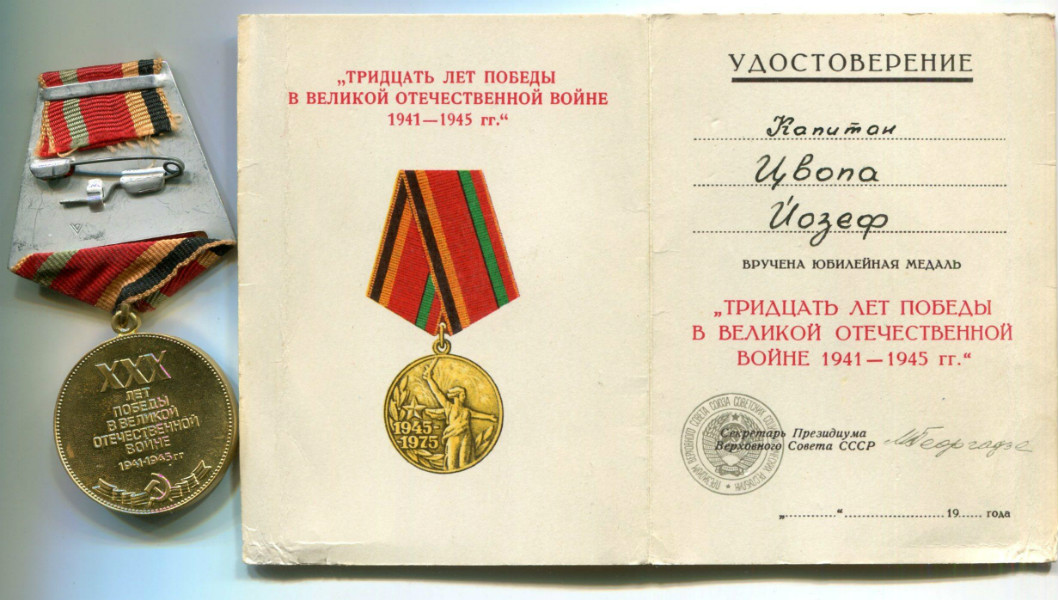 XXX
ЛЕТ
ПОБЕДЫ
В ВЕЛИКОЙ
ОТЕЧЕСТВЕННОЙ
ВОЙНЕ
1941-1945 гг
„ТРИДЦАТЬ ЛЕТ ПОБЕДЫ
В ВЕЛИКОЙ ОТЕЧЕСТВЕННОЙ ВОЙНЕ
1941—1945 гг.“
1945-
1975
УДОСТОВЕРЕНИЕ
Капитан
Цвопа
Йозеф
ВРУЧЕНА ЮБИЛЕЙНАЯ МЕДАЛЬ
„ТРИДЦАТЬ ЛЕТ ПОБЕДЫ
В ВЕЛИКОЙ ОТЕЧЕСТВЕННОЙ
ВОЙНЕ 1941—1945 гг.“
Секретарь Президиума
Верховного Совета СССР
М Георгадзе
„..........“ .................... 19...... года